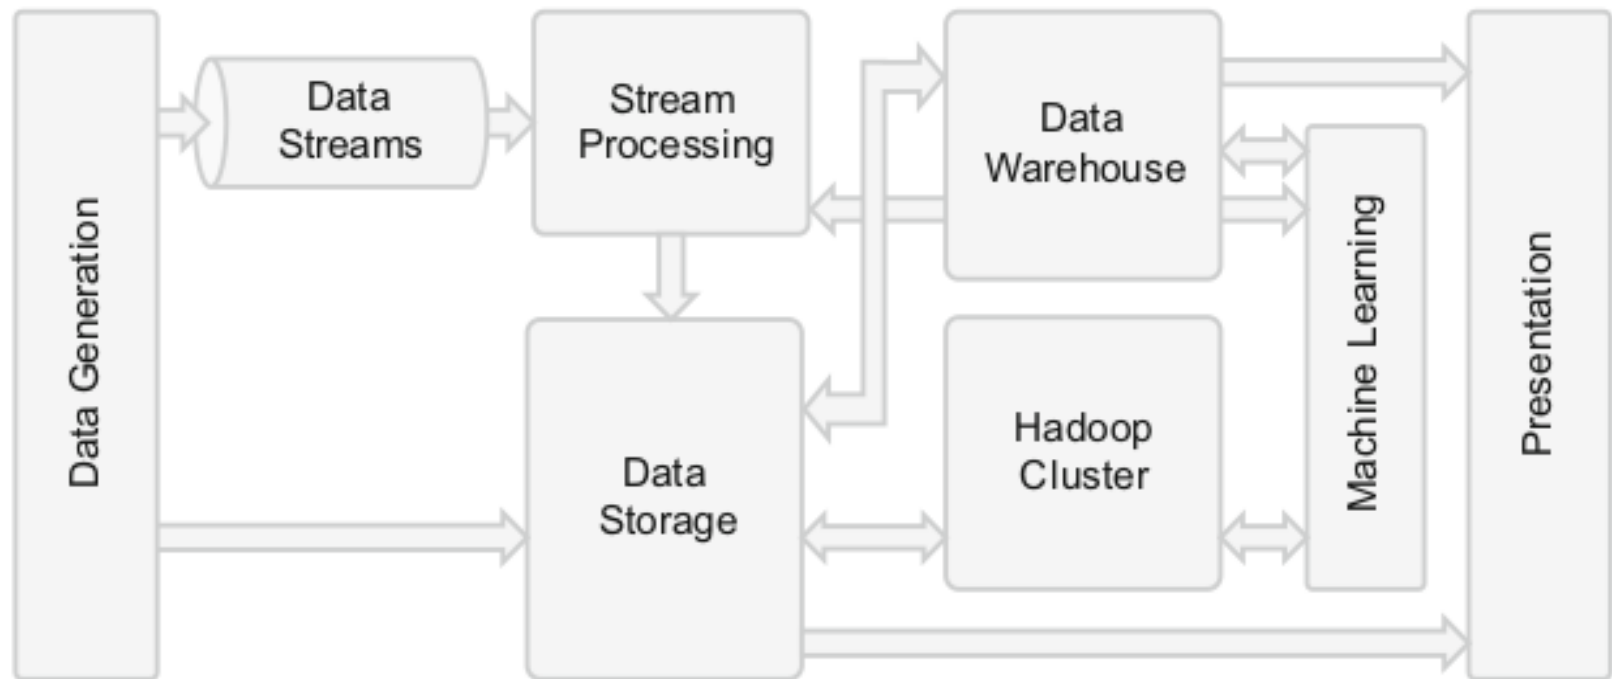 Data Generation
Data
Streams
Stream
Processing
Data
Storage
Data
Warehouse
Hadoop
Cluster
Machine Learning
Presentation